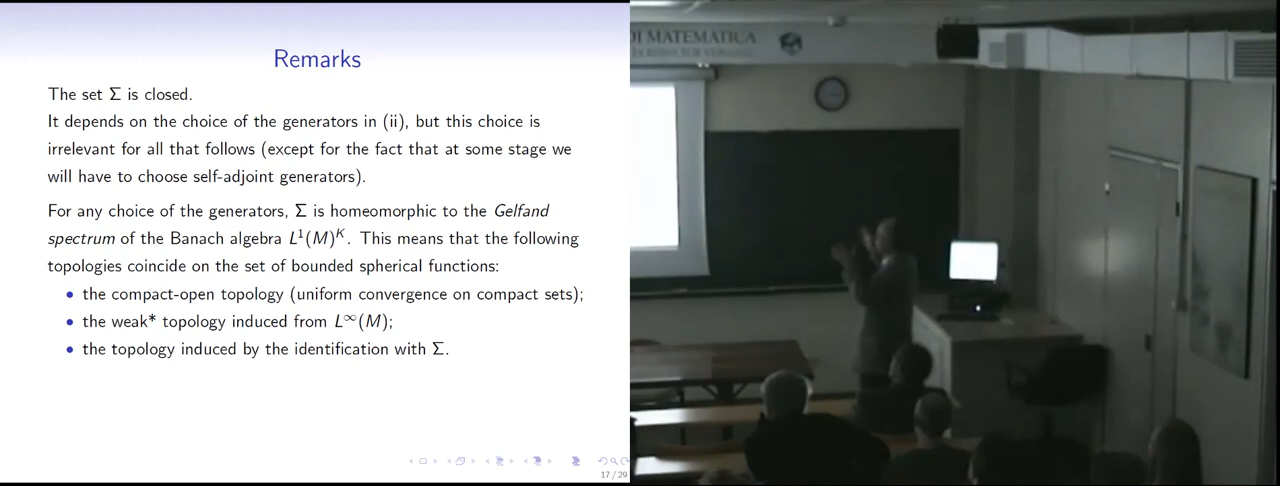 Remarks
The set Σ is closed.
It depends on the choice of the generators in (ii), but this choice is
irrelevant for all that follows (except for the fact that at some stage we
will have to choose self-adjoint generators).
For any choice of the generators, Σ is homeomorphic to the Gelfand
spectrum of the Banach algebra L¹(M)ᴷ. This means that the following
topologies coincide on the set of bounded spherical functions:
• the compact-open topology (uniform convergence on compact sets);
• the weak* topology induced from L^∞(M);
• the topology induced by the identification with Σ.
17 / 29
DI MATEMATICA